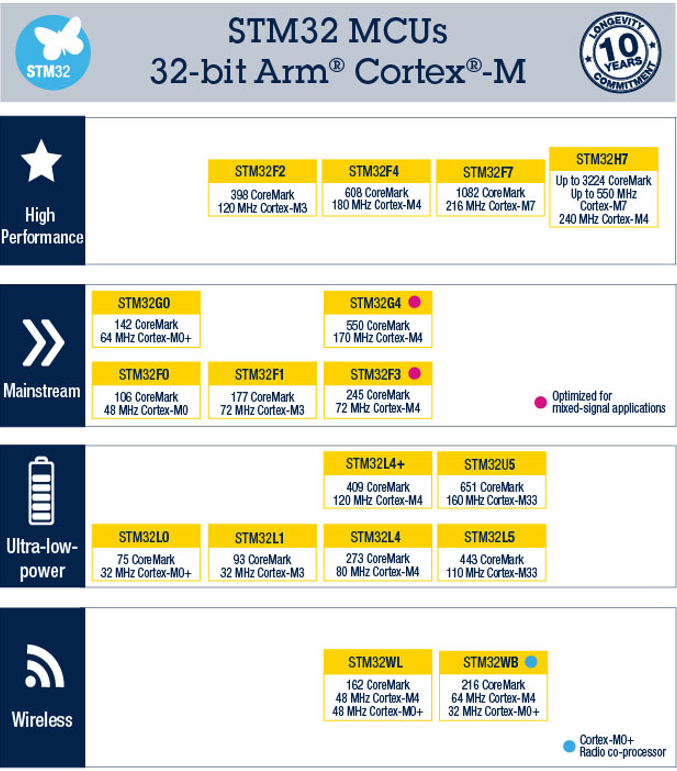 STM32 MCUs
32-bit Arm® Cortex®-M
STM32
LONGEVITY
10
YEARS
COMMITMENT
High
Performance
STM32F2
398 CoreMark
120 MHz Cortex-M3
STM32F4
608 CoreMark
180 MHz Cortex-M4
STM32F7
1082 CoreMark
216 MHz Cortex-M7
STM32H7
Up to 3224 CoreMark
Up to 550 MHz
Cortex-M7
240 MHz Cortex-M4
Mainstream
STM32G0
142 CoreMark
64 MHz Cortex-M0+
STM32G4
550 CoreMark
170 MHz Cortex-M4
STM32F0
106 CoreMark
48 MHz Cortex-M0
STM32F1
177 CoreMark
72 MHz Cortex-M3
STM32F3
245 CoreMark
72 MHz Cortex-M4
Optimized for
mixed-signal applications
Ultra-low-
power
STM32L4+
409 CoreMark
120 MHz Cortex-M4
STM32U5
651 CoreMark
160 MHz Cortex-M33
STM32L0
75 CoreMark
32 MHz Cortex-M0+
STM32L1
93 CoreMark
32 MHz Cortex-M3
STM32L4
273 CoreMark
80 MHz Cortex-M4
STM32L5
443 CoreMark
110 MHz Cortex-M33
Wireless
STM32WL
162 CoreMark
48 MHz Cortex-M4
48 MHz Cortex-M0+
STM32WB
216 CoreMark
64 MHz Cortex-M4
32 MHz Cortex-M0+
Cortex-M0+
Radio co-processor